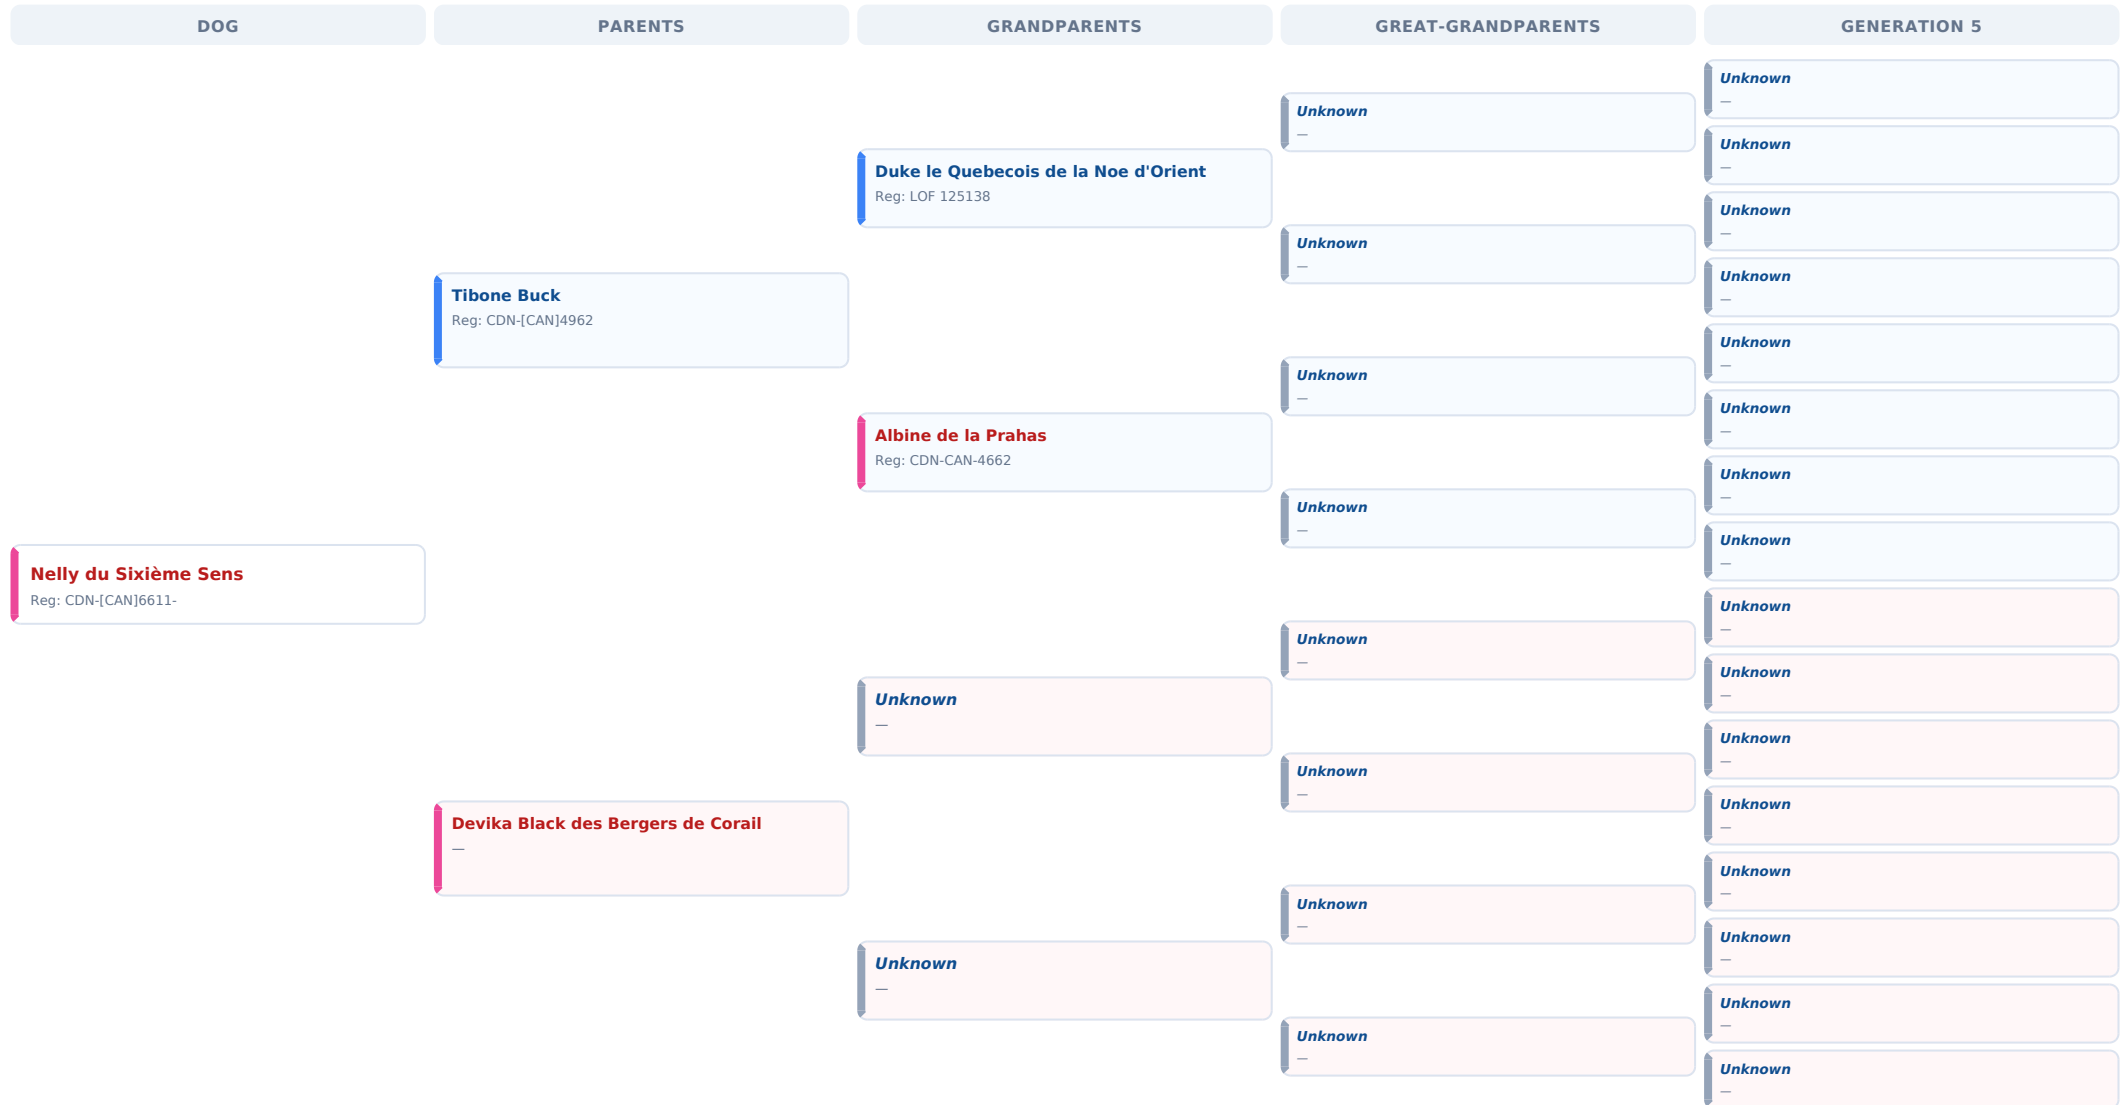 DOG
PARENTS
GRANDPARENTS
GREAT-GRANDPARENTS
GENERATION 5
Nelly du Sixième Sens
Reg: CDN-[CAN]6611-
Tibone Buck
Reg: CDN-[CAN]4962
Devika Black des Bergers de Corail
—
Duke le Quebecois de la Noe d'Orient
Reg: LOF 125138
Albine de la Prahas
Reg: CDN-CAN-4662
Unknown
—
Unknown
—
Unknown
—
Unknown
—
Unknown
—
Unknown
—
Unknown
—
Unknown
—
Unknown
—
Unknown
—
Unknown
—
Unknown
—
Unknown
—
Unknown
—
Unknown
—
Unknown
—
Unknown
—
Unknown
—
Unknown
—
Unknown
—
Unknown
—
Unknown
—
Unknown
—
Unknown
—
Unknown
—
Unknown
—